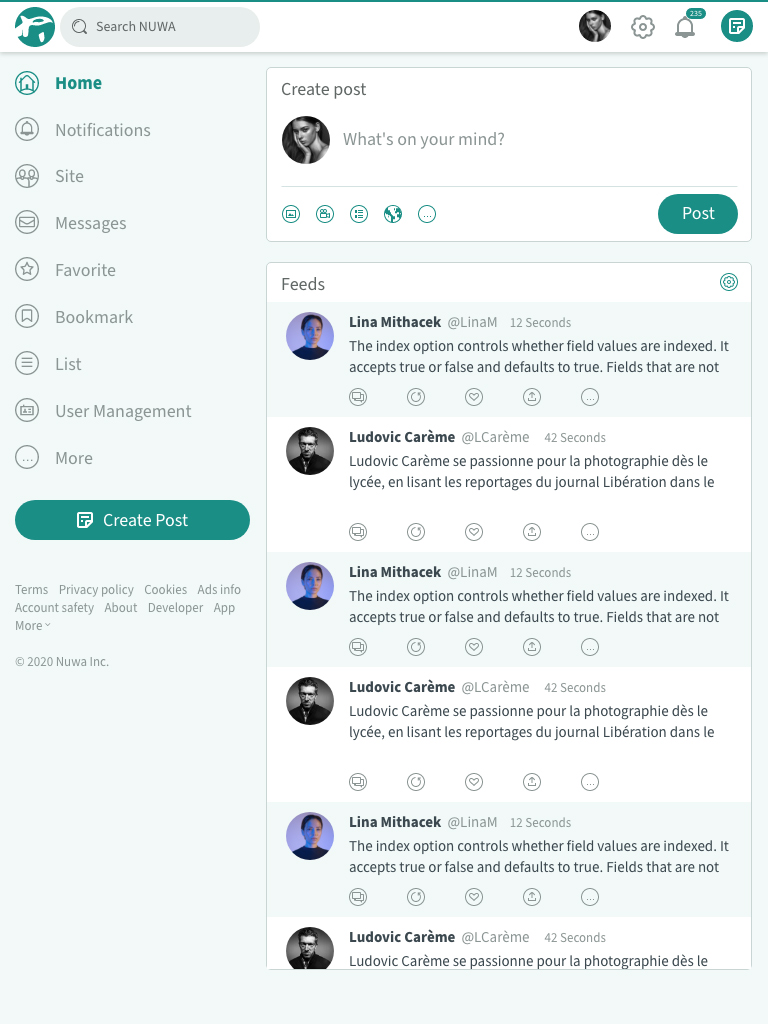 Search NUWA
235
Home
Notifications
Site
Messages
Favorite
Bookmark
List
User Management
More
Create Post
Terms Privacy policy Cookies Ads info
Account safety About Developer App
More
© 2020 Nuwa Inc.
Create post
What's on your mind?
Post
Feeds
Lina Mithacek @LinaM 12 Seconds
The index option controls whether field values are indexed. It
accepts true or false and defaults to true. Fields that are not
Ludovic Carème @LCarème 42 Seconds
Ludovic Carème se passionne pour la photographie dès le
lycée, en lisant les reportages du journal Libération dans le
Lina Mithacek @LinaM 12 Seconds
The index option controls whether field values are indexed. It
accepts true or false and defaults to true. Fields that are not
Ludovic Carème @LCarème 42 Seconds
Ludovic Carème se passionne pour la photographie dès le
lycée, en lisant les reportages du journal Libération dans le
Lina Mithacek @LinaM 12 Seconds
The index option controls whether field values are indexed. It
accepts true or false and defaults to true. Fields that are not
Ludovic Carème @LCarème 42 Seconds
Ludovic Carème se passionne pour la photographie dès le